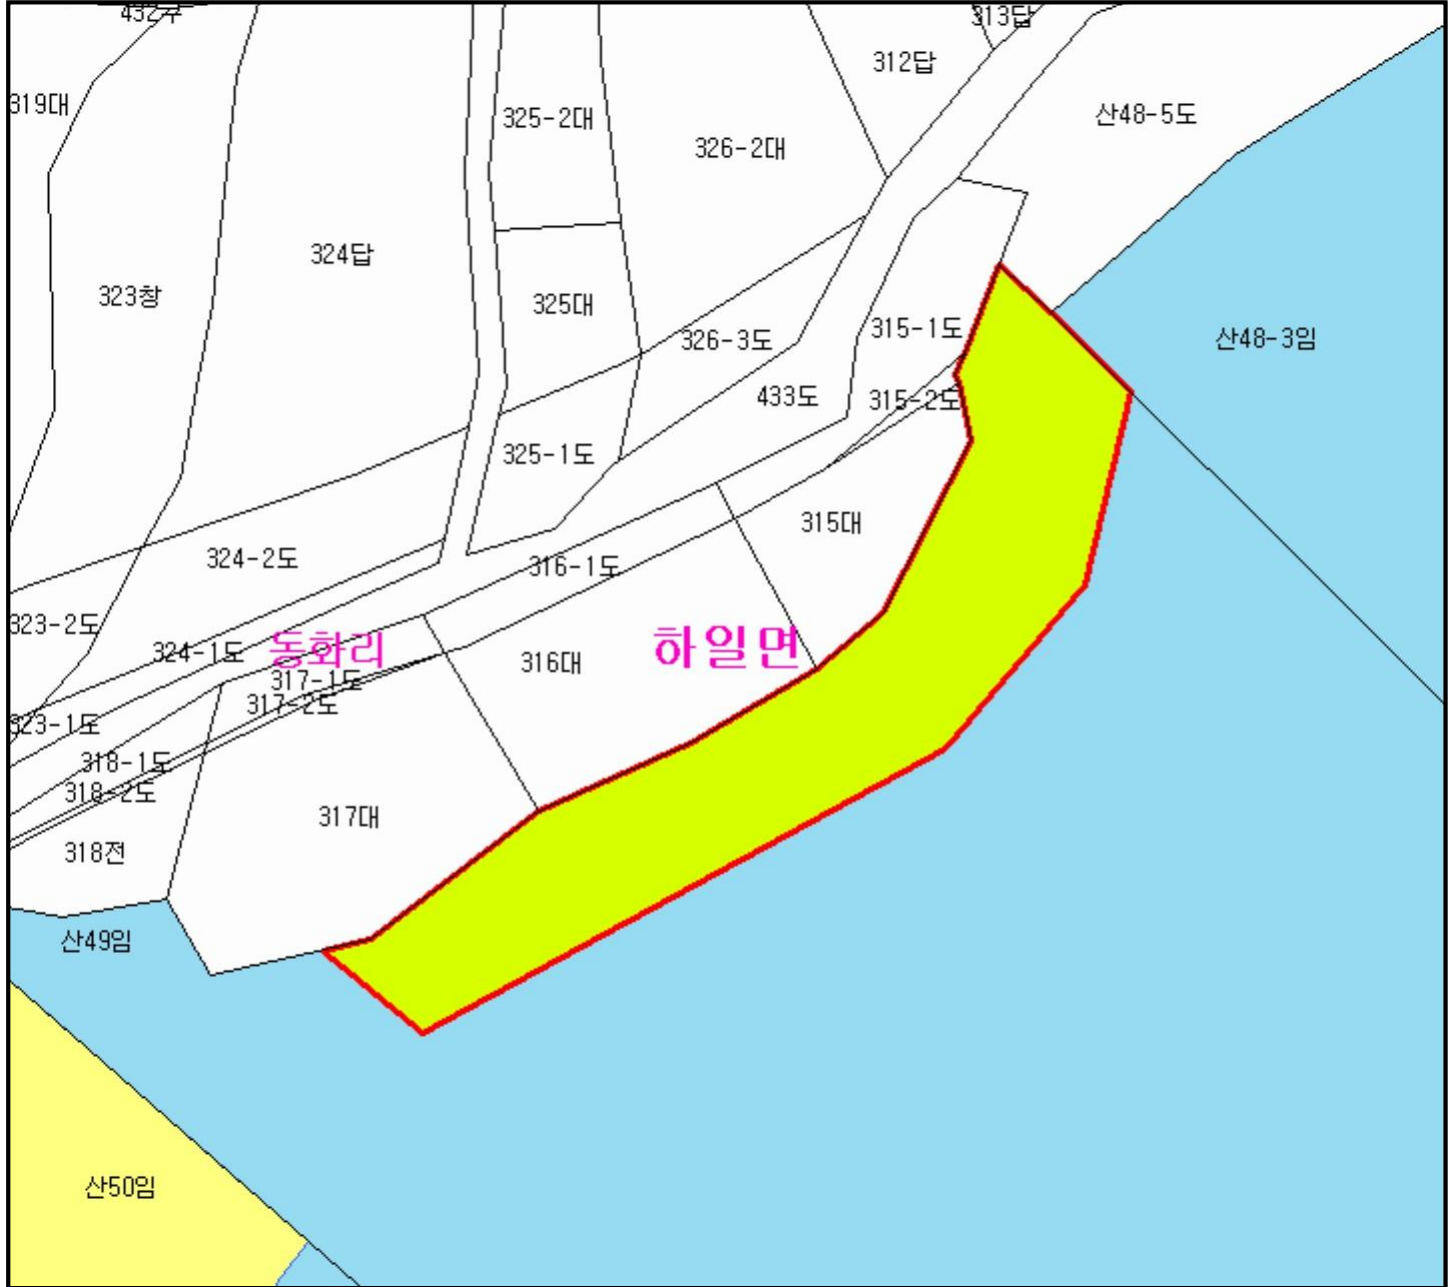 313답
312답
319대
산48-5도
325-2대
326-2대
324답
323창
325대
315-1도
산48-3임
326-3도
433도
315-2도
325-1도
315대
324-2도
316-1도
323-2도
324-1도
동화리
하일면
316대
317-1도
317-2도
323-1도
318-1도
318-2도
317대
318전
산49임
산50임